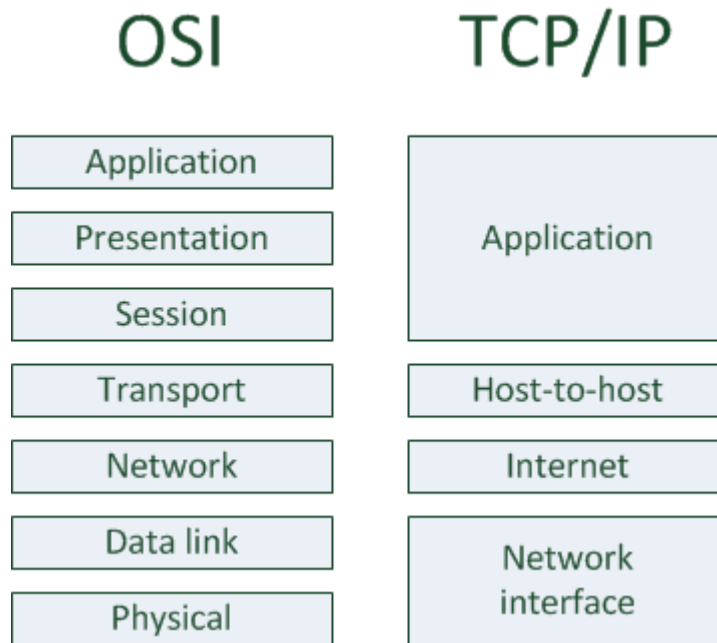 OSI
TCP/IP
Application
Presentation
Session
Transport
Network
Data link
Physical
Application
Host-to-host
Internet
Network
interface